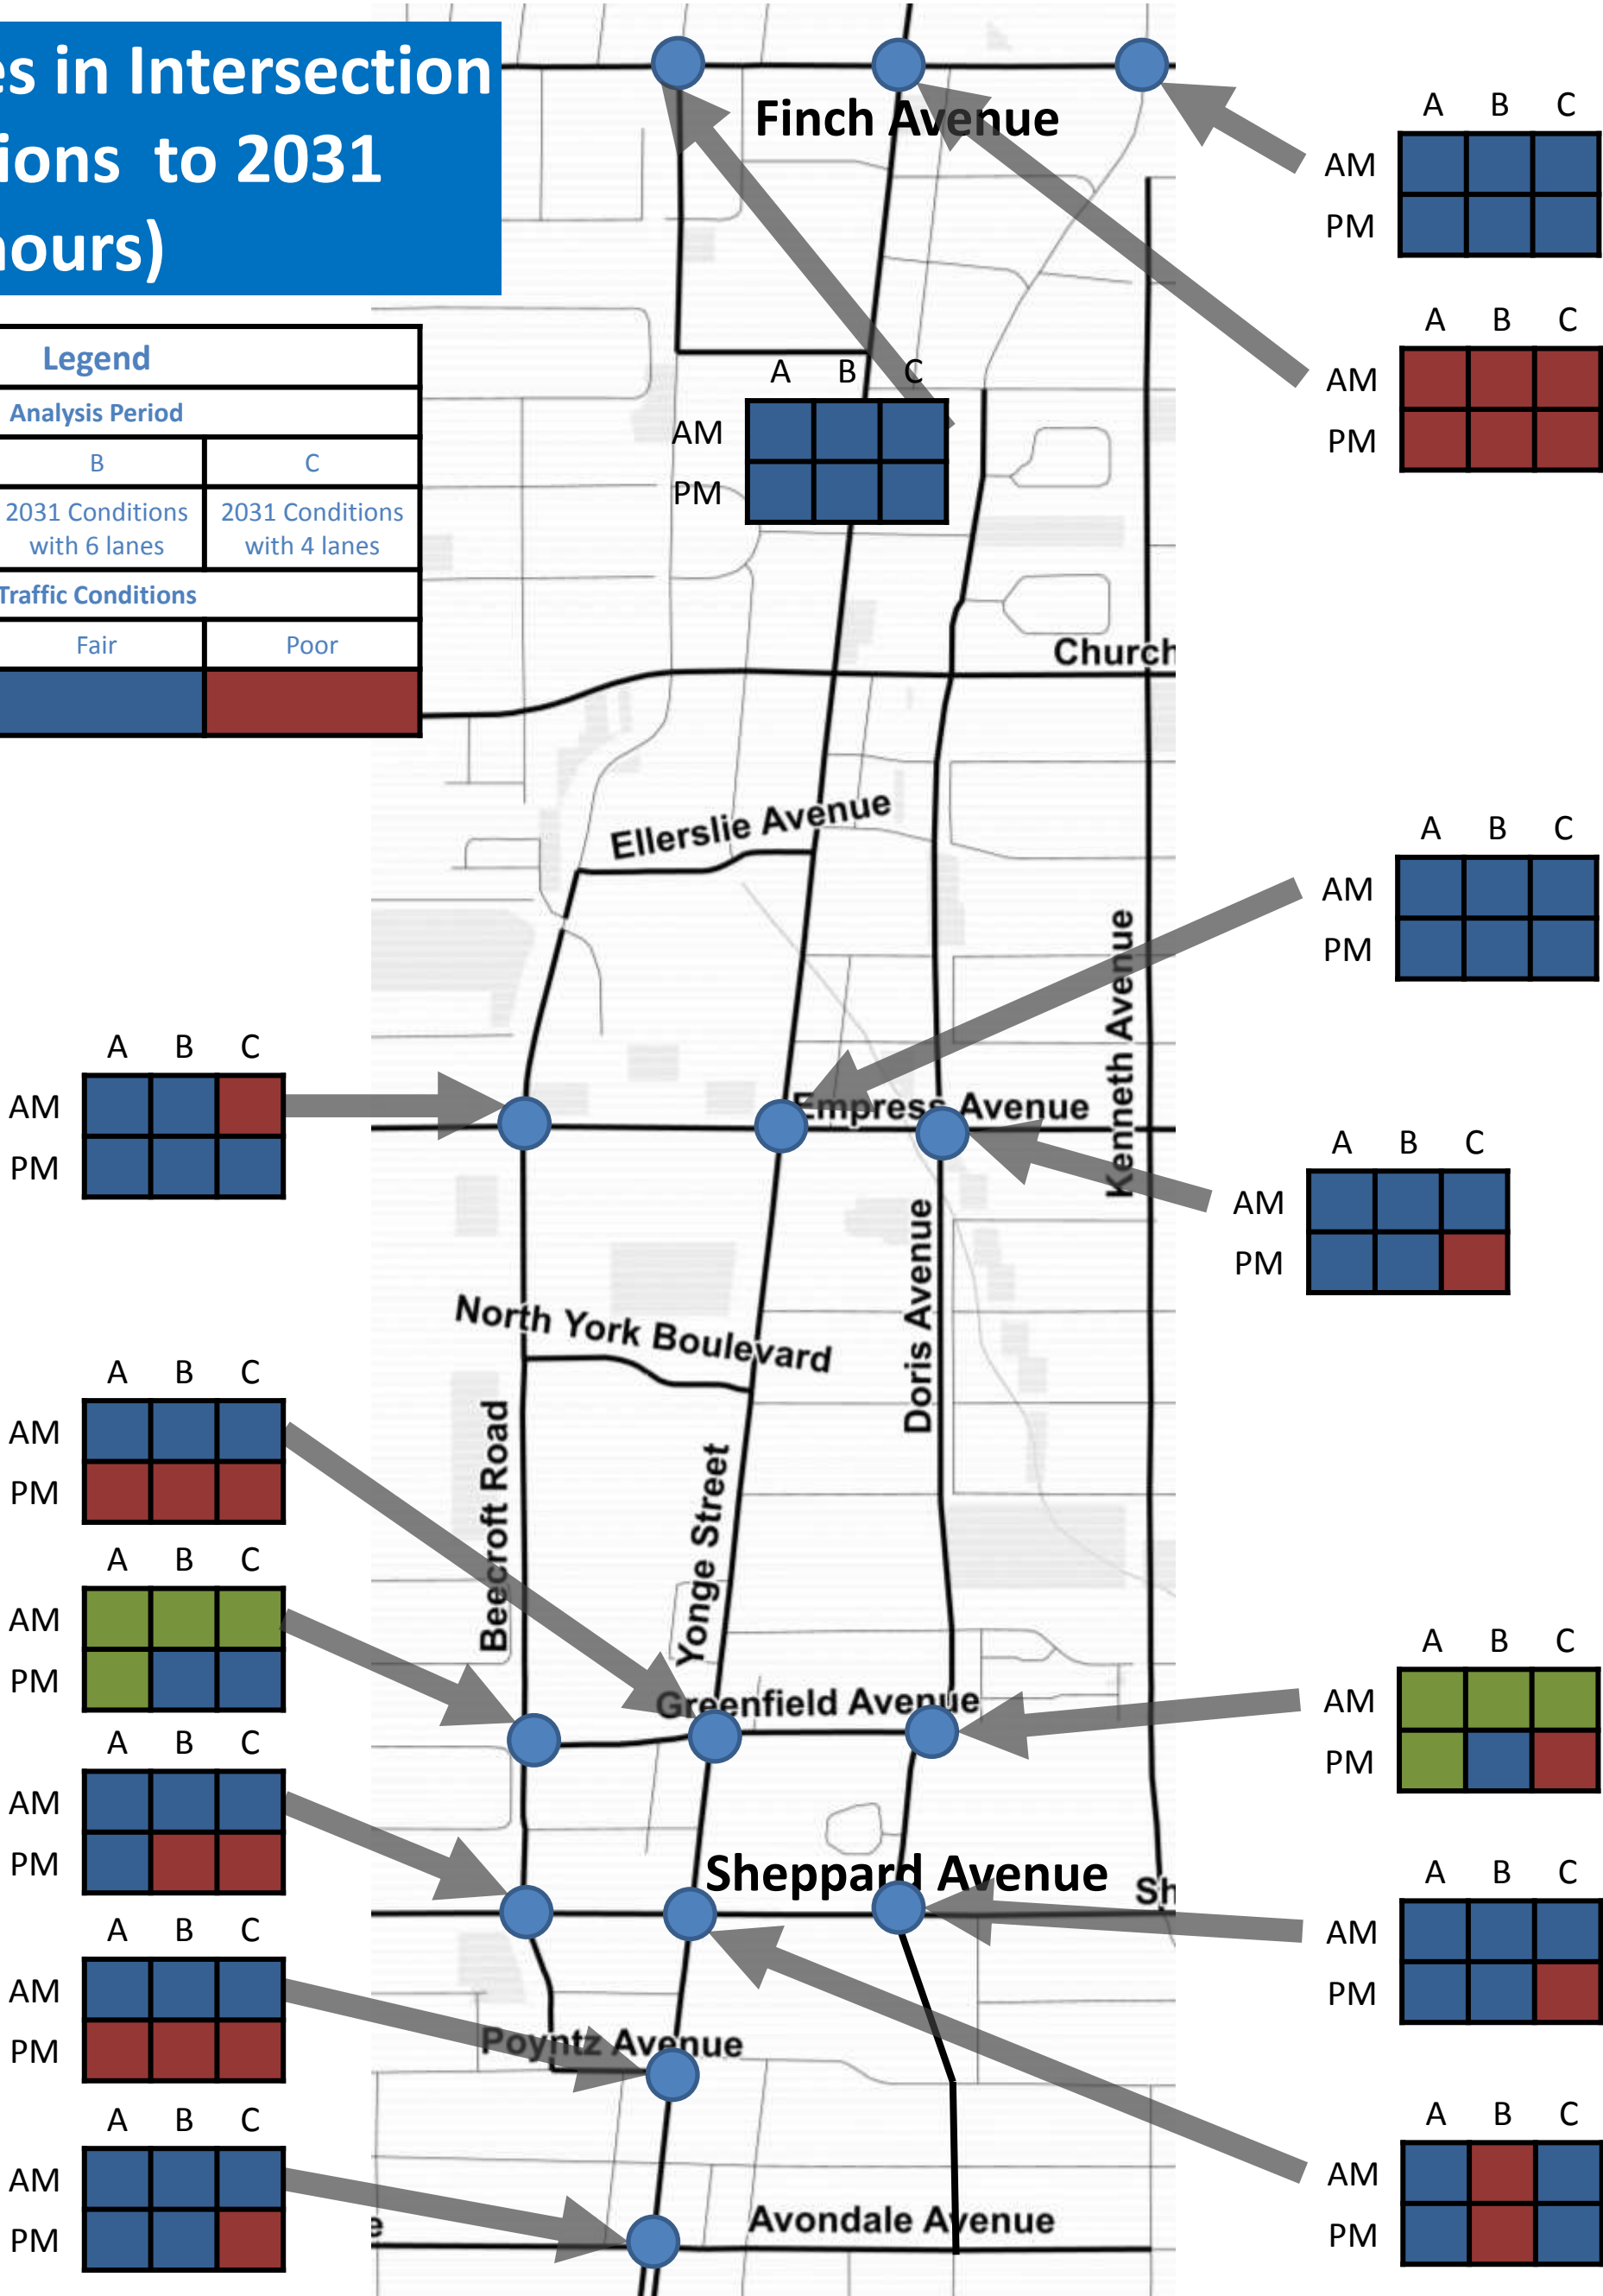 es in Intersection
ions to 2031
hours)
Legend
Analysis Period
B C
2031 Conditions with 6 lanes
2031 Conditions with 4 lanes
Traffic Conditions
Fair Poor
Finch Avenue
A B C
AM
PM
A B C
AM
PM
A B C
AM
PM
Church
Ellerslie Avenue
A B C
AM
PM
Kenneth Avenue
A B C
AM
PM
Empress Avenue
A B C
AM
PM
Doris Avenue
North York Boulevard
Beecroft Road
Yonge Street
A B C
AM
PM
A B C
AM
PM
Greenfield Avenue
A B C
AM
PM
A B C
AM
PM
Sheppard Avenue
Sh
A B C
AM
PM
A B C
AM
PM
Poyntz Avenue
A B C
AM
PM
A B C
AM
PM
Avondale Avenue
e